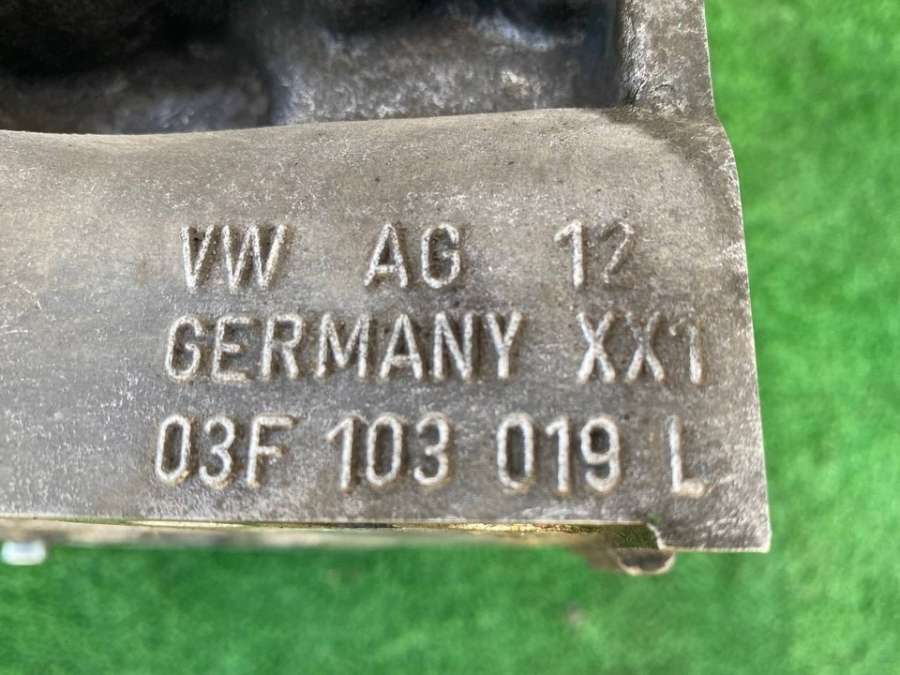 VW AG 12
GERMANY XX1
03F 103 019 L